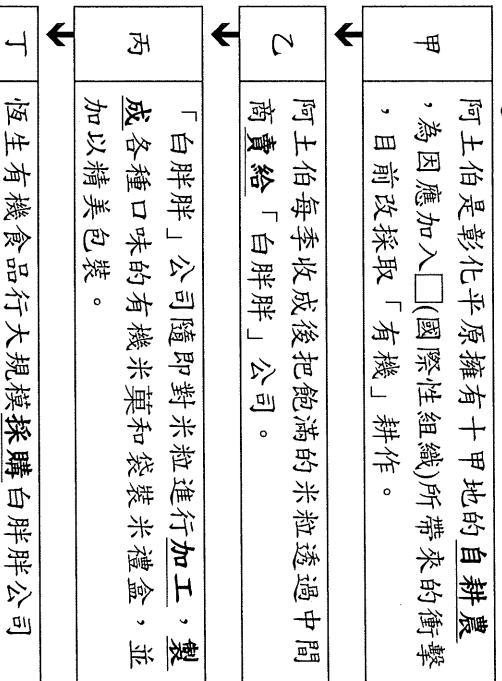 甲
阿土伯是彰化平原擁有十甲地的自耕農
，為因應加入□(國際性組織)所帶來的衝擊
，目前改採取「有機」耕作。
乙
阿土伯每季收成後把飽滿的米粒透過中間
商賣給「白胖胖」公司。
丙
「白胖胖」公司隨即對米粒進行加工，製
成各種口味的有機米菓和袋裝米禮盒，並
加以精美包裝。
丁
恆生有機食品行大規模採購白胖胖公司